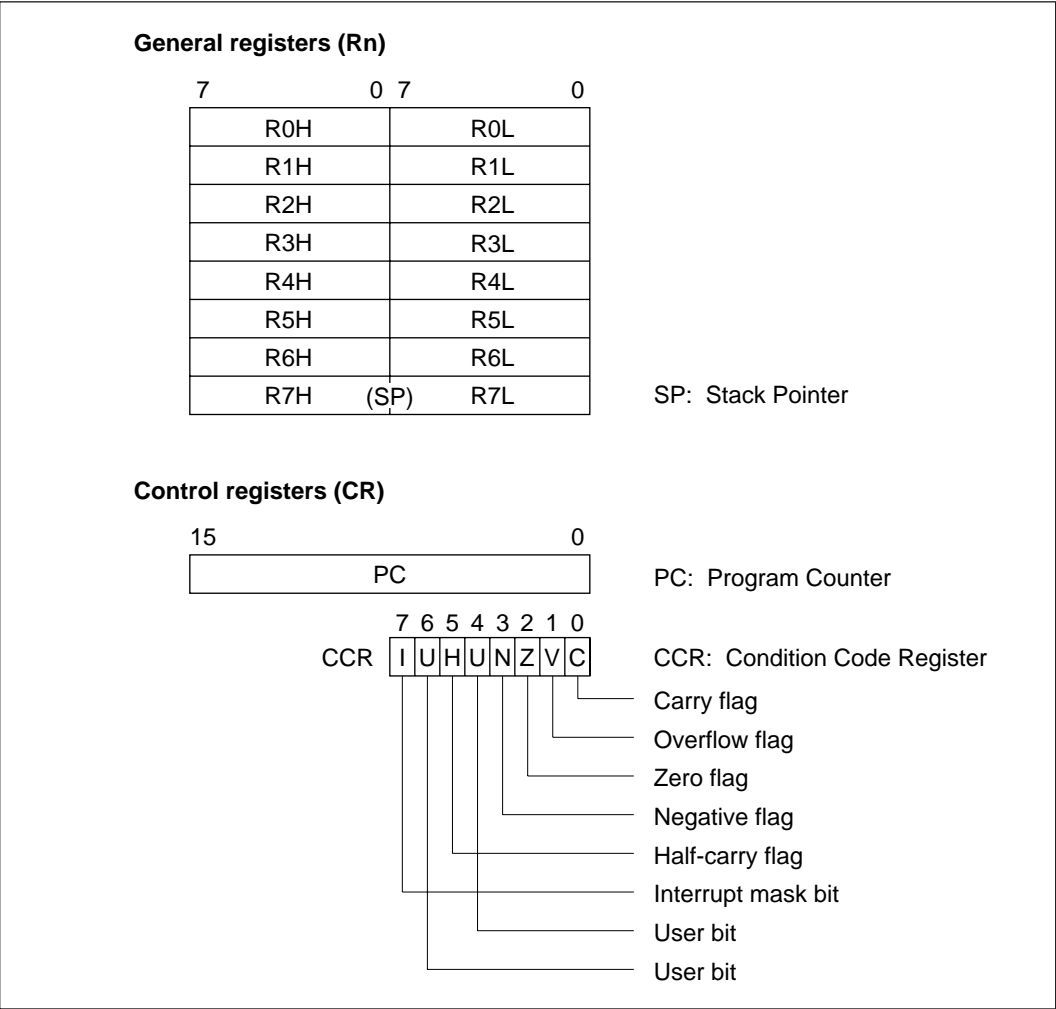 General registers (Rn)
7 0 7 0
R0H R0L
R1H R1L
R2H R2L
R3H R3L
R4H R4L
R5H R5L
R6H R6L
R7H (SP) R7L SP: Stack Pointer
Control registers (CR)
15 0
PC PC: Program Counter
7 6 5 4 3 2 1 0
CCR I U H U N Z V C CCR: Condition Code Register
Carry flag
Overflow flag
Zero flag
Negative flag
Half-carry flag
Interrupt mask bit
User bit
User bit